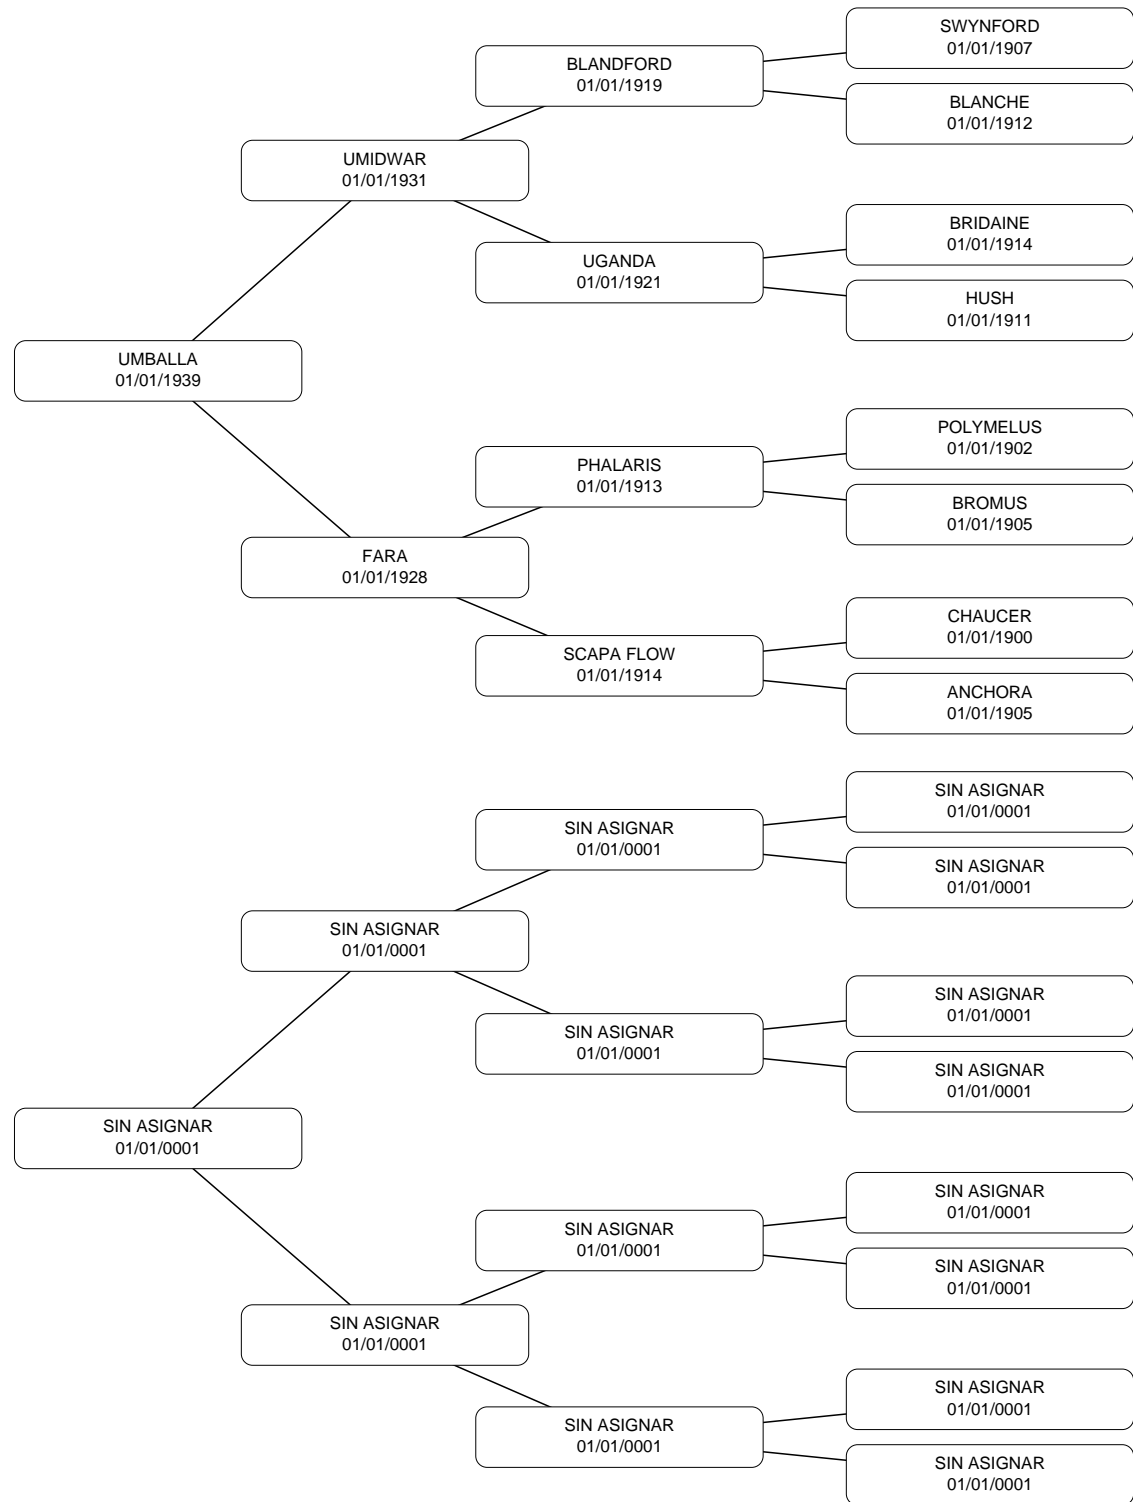 SWYNFORD
01/01/1907
BLANDFORD
01/01/1919
BLANCHE
01/01/1912
UMIDWAR
01/01/1931
BRIDAINE
01/01/1914
UGANDA
01/01/1921
HUSH
01/01/1911
UMBALLA
01/01/1939
POLYMELUS
01/01/1902
PHALARIS
01/01/1913
BROMUS
01/01/1905
FARA
01/01/1928
CHAUCER
01/01/1900
SCAPA FLOW
01/01/1914
ANCHORA
01/01/1905
SIN ASIGNAR
01/01/0001
SIN ASIGNAR
01/01/0001
SIN ASIGNAR
01/01/0001
SIN ASIGNAR
01/01/0001
SIN ASIGNAR
01/01/0001
SIN ASIGNAR
01/01/0001
SIN ASIGNAR
01/01/0001
SIN ASIGNAR
01/01/0001
SIN ASIGNAR
01/01/0001
SIN ASIGNAR
01/01/0001
SIN ASIGNAR
01/01/0001
SIN ASIGNAR
01/01/0001
SIN ASIGNAR
01/01/0001
SIN ASIGNAR
01/01/0001
SIN ASIGNAR
01/01/0001